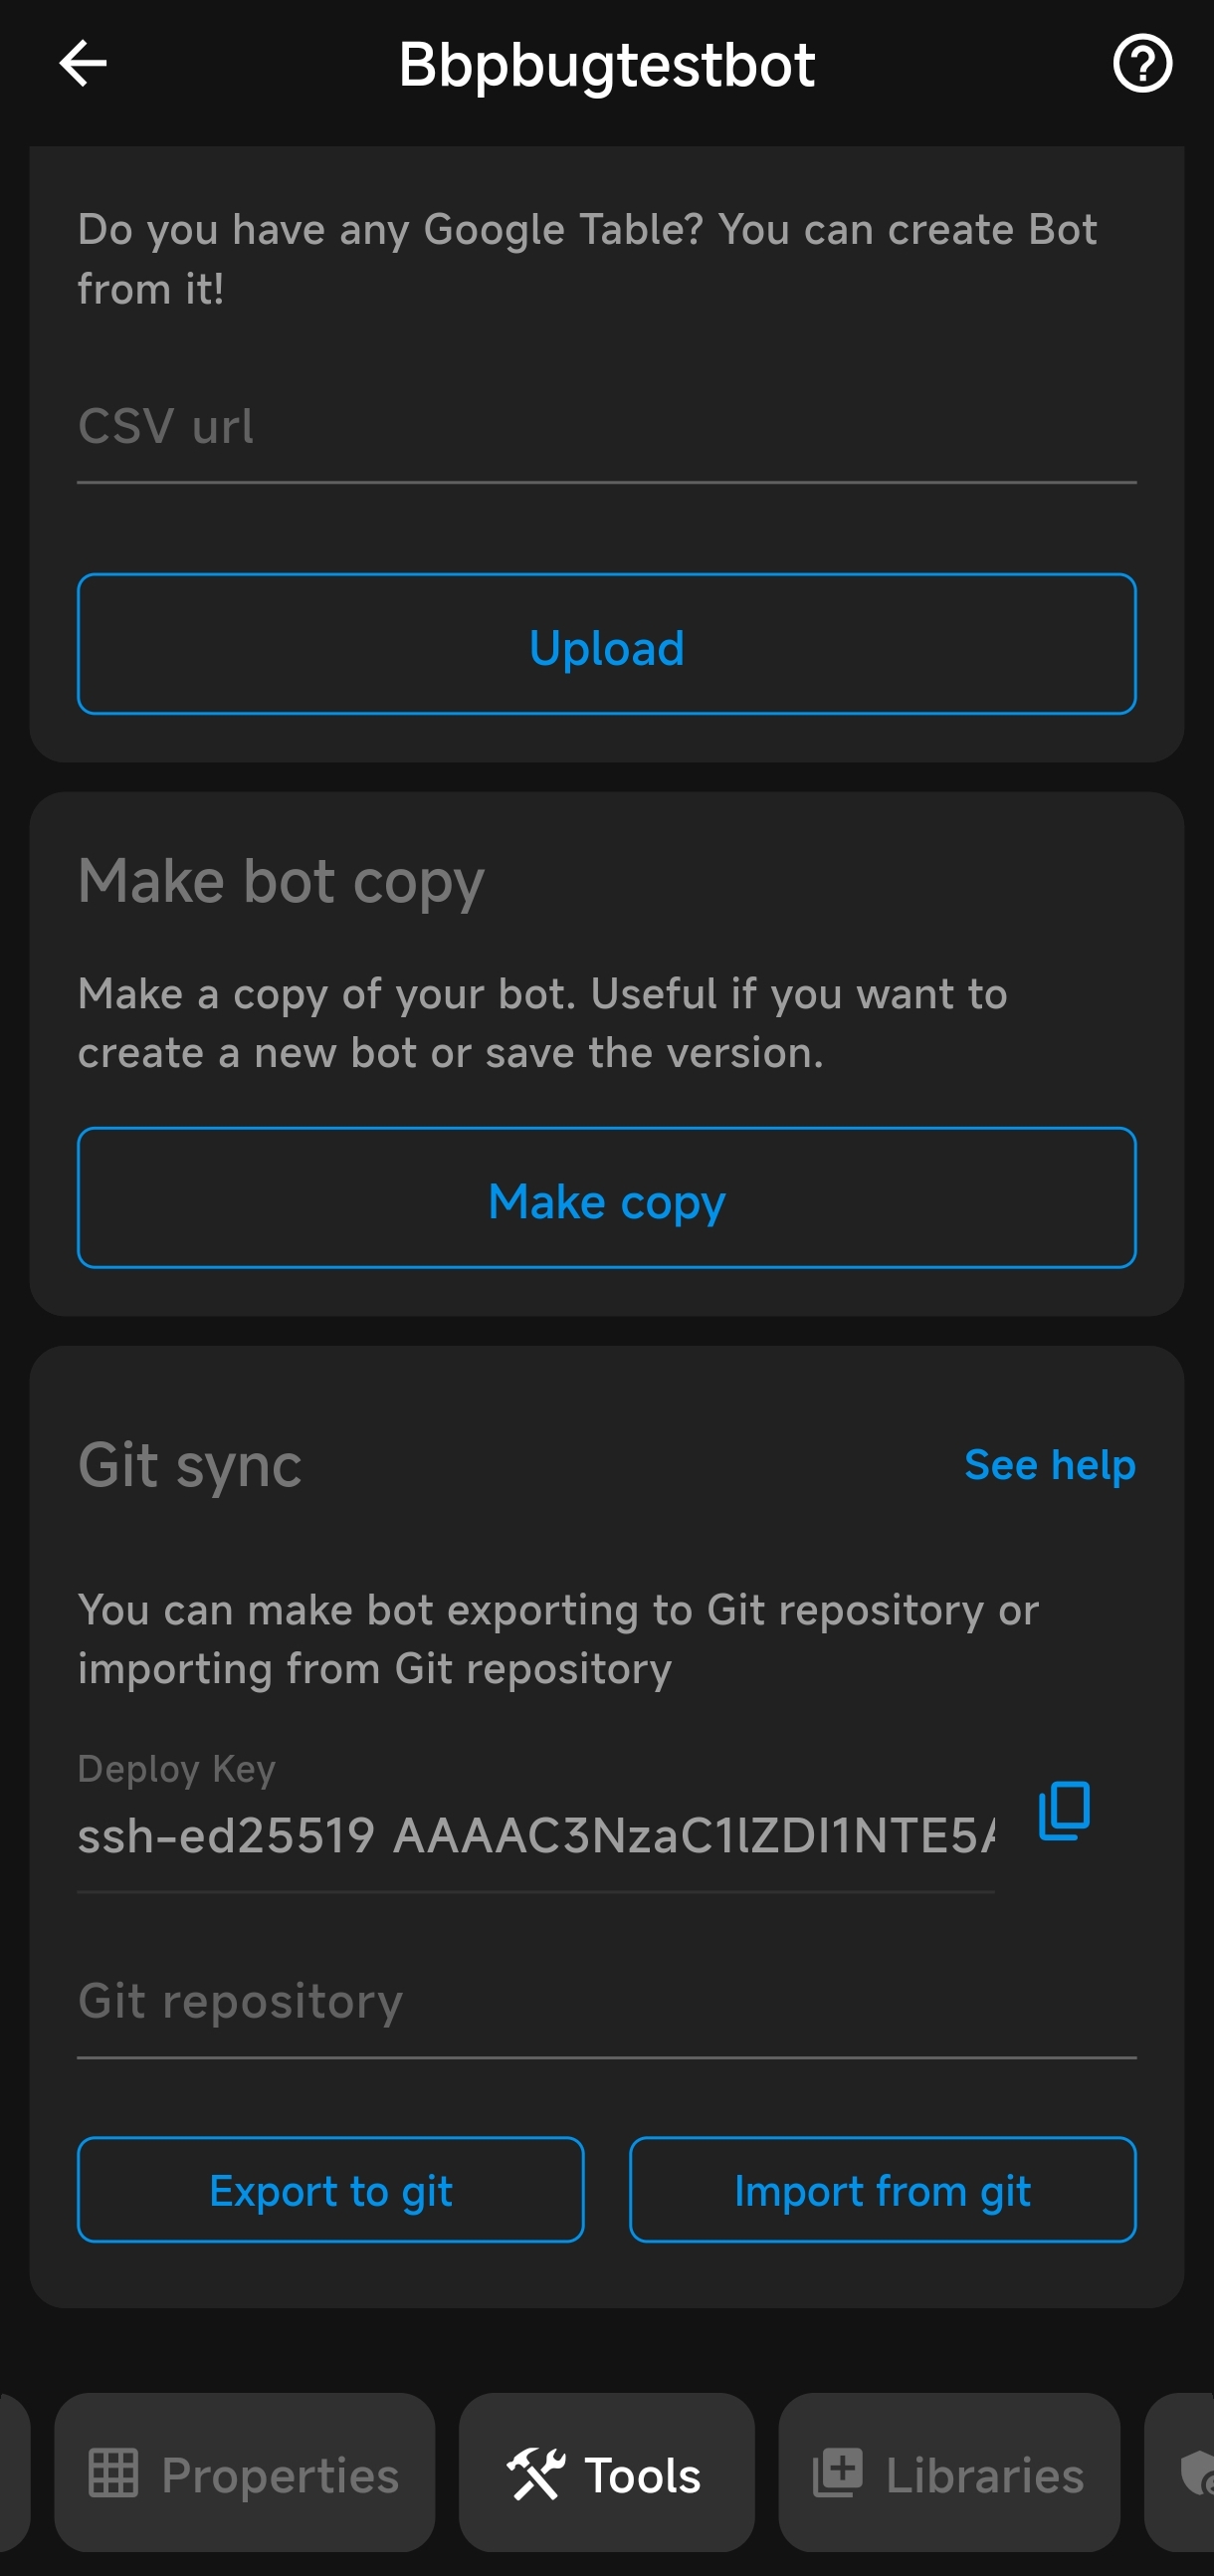 Bbpbugtestbot
Do you have any Google Table? You can create Bot
from it!
CSV url
Upload
Make bot copy
Make a copy of your bot. Useful if you want to
create a new bot or save the version.
Make copy
Git sync
See help
You can make bot exporting to Git repository or
importing from Git repository
Deploy Key
ssh-ed25519 AAAAC3NzaC1lZDI1NTE5A
Git repository
Export to git
Import from git
Properties
Tools
Libraries